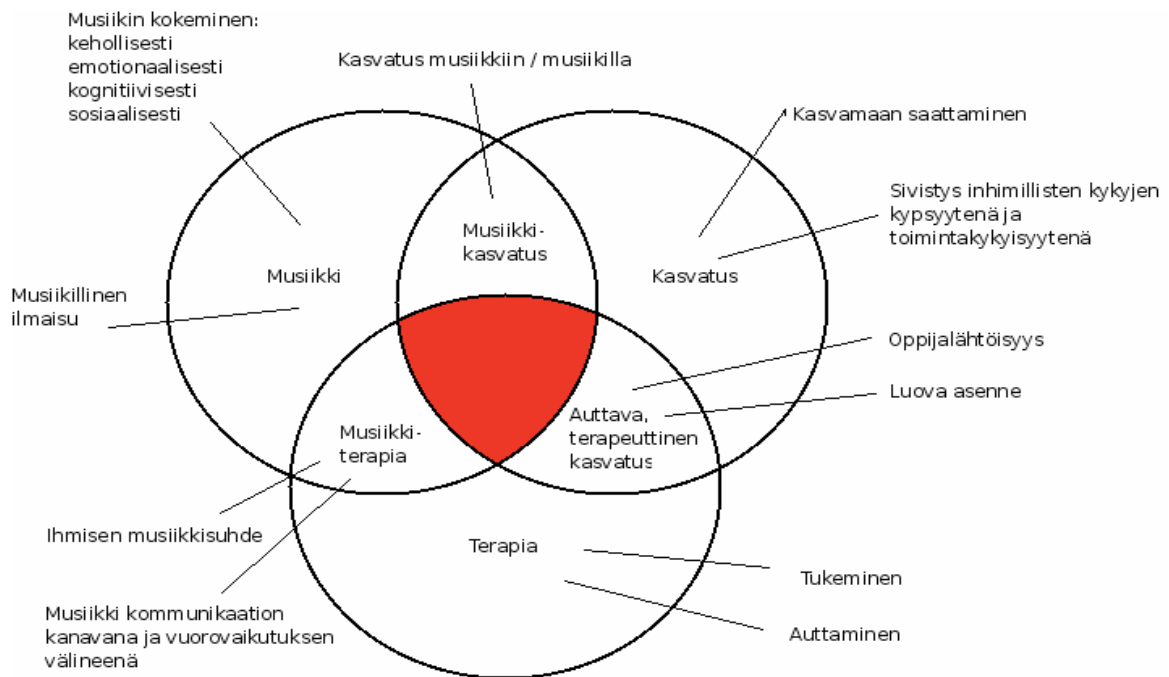 Musiikin kokeminen:
kehollisesti
emotionaalisesti
kognitiivisesti
sosiaalisesti
Kasvatus musiikkiin / musiikilla
Kasvamaan saattaminen
Sivistys inhimillisten kykyjen
kypsyytenä ja
toimintakykyisyytenä
Musiikki-
kasvatus
Musiikki
Kasvatus
Musiikillinen
ilmaisu
Oppijalähtöisyys
Luova asenne
Auttava,
terapeuttinen
kasvatus
Musiikki-
terapia
Ihmisen musiikkisuhde
Terapia
Tukeminen
Musiikki kommunikaation
kanavana ja vuorovaikutuksen
välineenä
Auttaminen